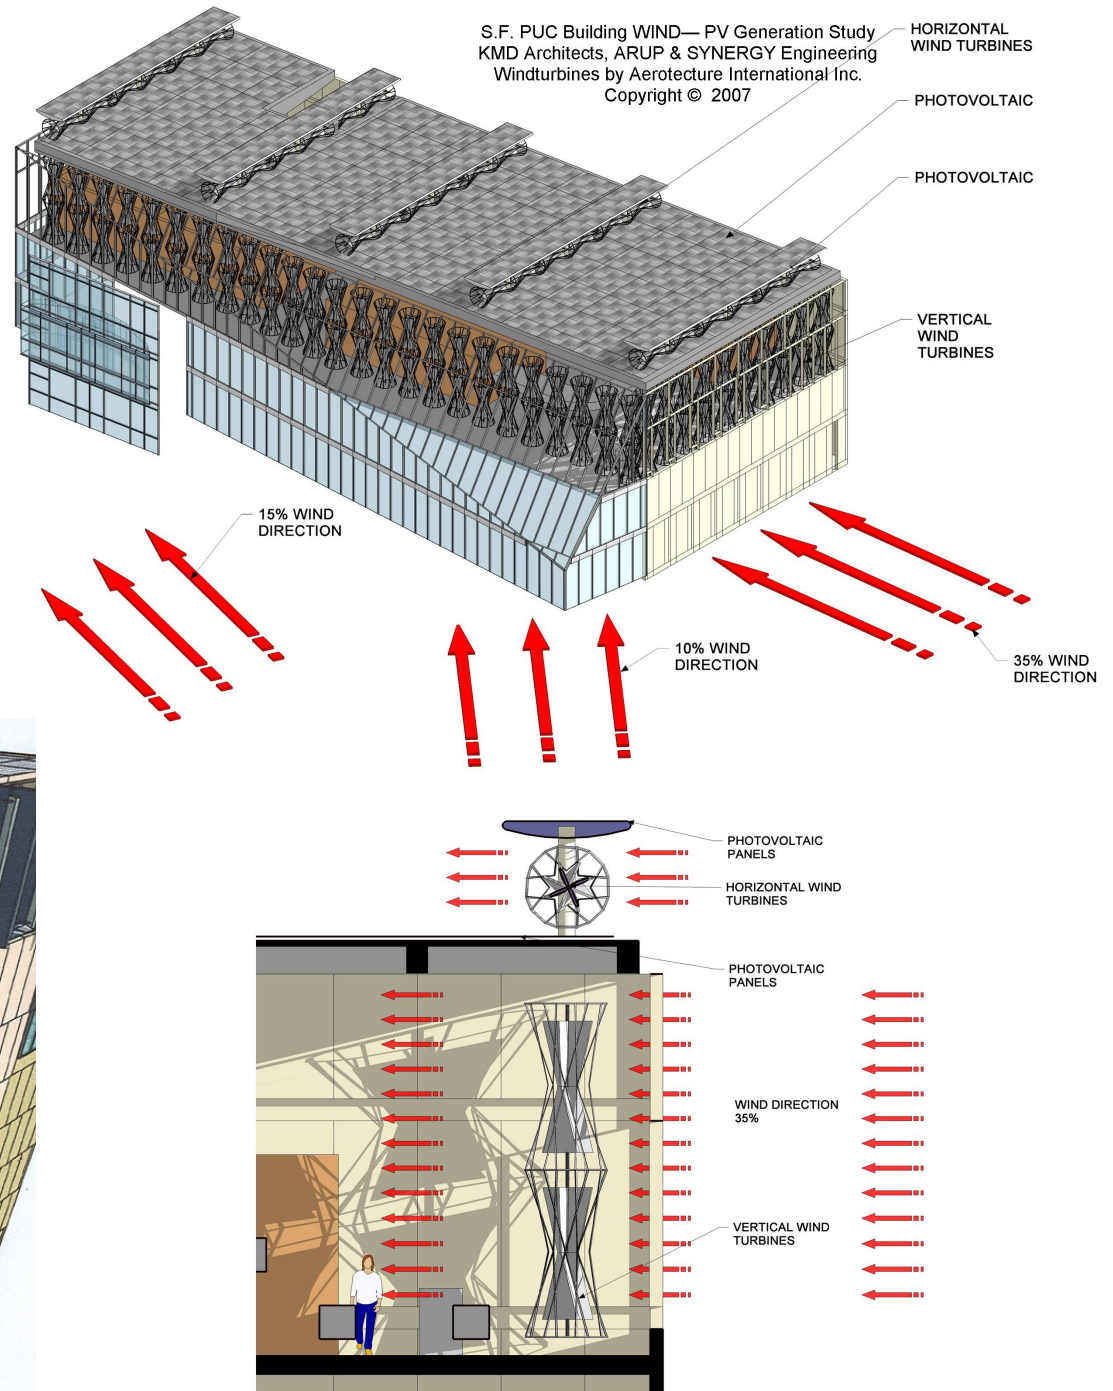 S.F. PUC Building WIND— PV Generation Study
KMD Architects, ARUP & SYNERGY Engineering
Windturbines by Aerotecture International Inc.
Copyright © 2007
HORIZONTAL
WIND TURBINES
PHOTOVOLTAIC
PHOTOVOLTAIC
VERTICAL
WIND
TURBINES
15% WIND
DIRECTION
10% WIND
DIRECTION
35% WIND
DIRECTION
PHOTOVOLTAIC
PANELS
HORIZONTAL WIND
TURBINES
PHOTOVOLTAIC
PANELS
WIND DIRECTION
35%
VERTICAL WIND
TURBINES